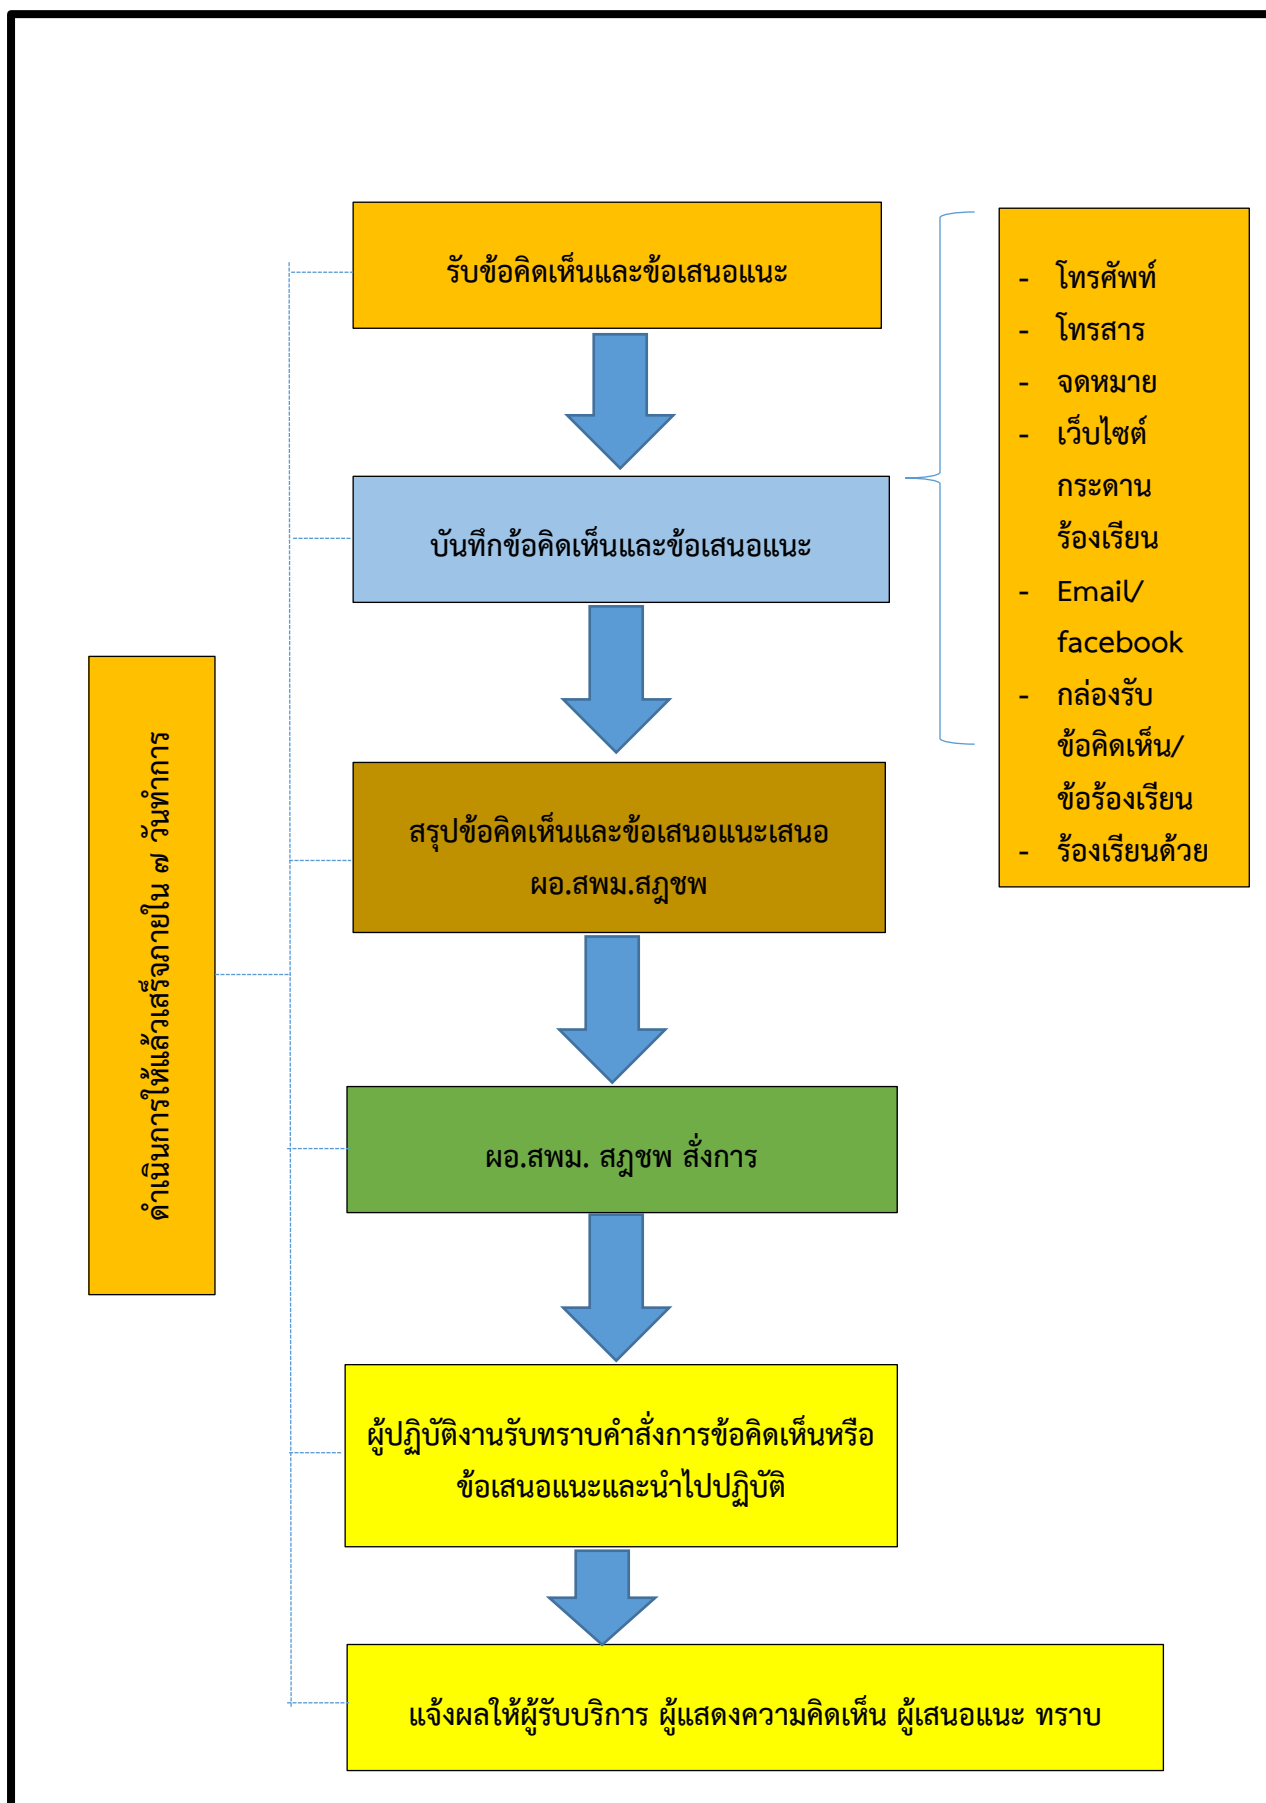 รับข้อคิดเห็นและข้อเสนอแนะ
- โทรศัพท์
- โทรสาร
- จดหมาย
- เว็บไซต์
กระดาน
ร้องเรียน
- Email/
facebook
- กล่องรับ
ข้อคิดเห็น/
ข้อร้องเรียน
- ร้องเรียนด้วย
บันทึกข้อคิดเห็นและข้อเสนอแนะ
สรุปข้อคิดเห็นและข้อเสนอแนะเสนอ
ผอ.สพม.สฎชพ
ดำเนินการให้แล้วเสร็จภายใน ๗ วันทำการ
ผอ.สพม. สฎชพ สั่งการ
ผู้ปฏิบัติงานรับทราบคำสั่งการข้อคิดเห็นหรือ
ข้อเสนอแนะและนำไปปฏิบัติ
แจ้งผลให้ผู้รับบริการ ผู้แสดงความคิดเห็น ผู้เสนอแนะ ทราบ